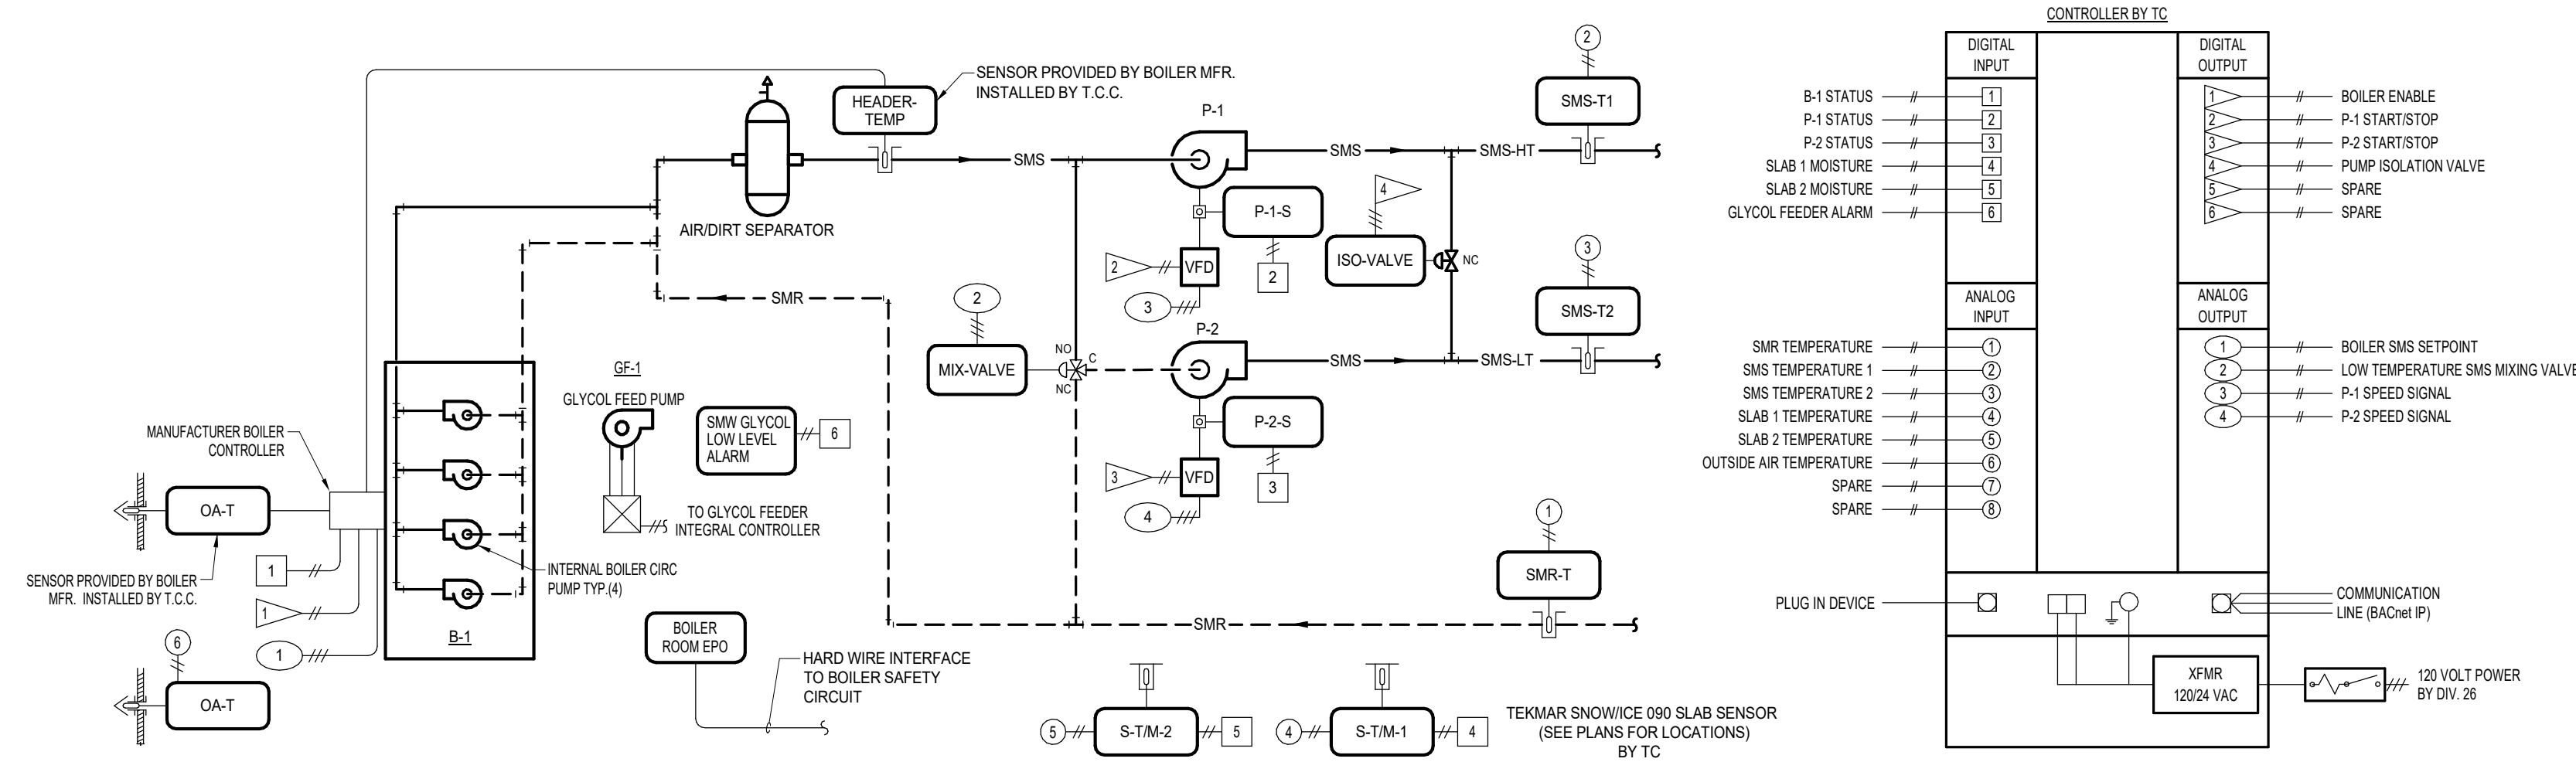 HEADER-
TEMP
SENSOR PROVIDED BY BOILER MFR.
INSTALLED BY T.C.C.
AIR/DIRT SEPARATOR
SMS
P-1
SMS
SMS-HT
2
SMS-T1
P-1-S
2
2
VFD
3
4
ISO-VALVE
NC
3
SMS-T2
SMR
2
MIX-VALVE
NO
C
NC
P-2
SMS
SMS-LT
P-2-S
3
3
VFD
4
GF-1
GLYCOL FEED PUMP
SMW GLYCOL
LOW LEVEL
ALARM
6
TO GLYCOL FEEDER
INTEGRAL CONTROLLER
MANUFACTURER BOILER
CONTROLLER
OA-T
SENSOR PROVIDED BY BOILER
MFR. INSTALLED BY T.C.C.
1
1
1
6
OA-T
INTERNAL BOILER CIRC
PUMP TYP.(4)
B-1
BOILER
ROOM EPO
HARD WIRE INTERFACE
TO BOILER SAFETY
CIRCUIT
1
SMR-T
SMR
5
S-T/M-2
5
4
S-T/M-1
4
TEKMAR SNOW/ICE 090 SLAB SENSOR
(SEE PLANS FOR LOCATIONS)
BY TC
CONTROLLER BY TC
DIGITAL
INPUT
DIGITAL
OUTPUT
B-1 STATUS 1
P-1 STATUS 2
P-2 STATUS 3
SLAB 1 MOISTURE 4
SLAB 2 MOISTURE 5
GLYCOL FEEDER ALARM 6
1 BOILER ENABLE
2 P-1 START/STOP
3 P-2 START/STOP
4 PUMP ISOLATION VALVE
5 SPARE
6 SPARE
ANALOG
INPUT
ANALOG
OUTPUT
SMR TEMPERATURE 1
SMS TEMPERATURE 1 2
SMS TEMPERATURE 2 3
SLAB 1 TEMPERATURE 4
SLAB 2 TEMPERATURE 5
OUTSIDE AIR TEMPERATURE 6
SPARE 7
SPARE 8
1 BOILER SMS SETPOINT
2 LOW TEMPERATURE SMS MIXING VALVE
3 P-1 SPEED SIGNAL
4 P-2 SPEED SIGNAL
PLUG IN DEVICE
COMMUNICATION
LINE (BACnet IP)
XFMR
120/24 VAC
120 VOLT POWER
BY DIV. 26